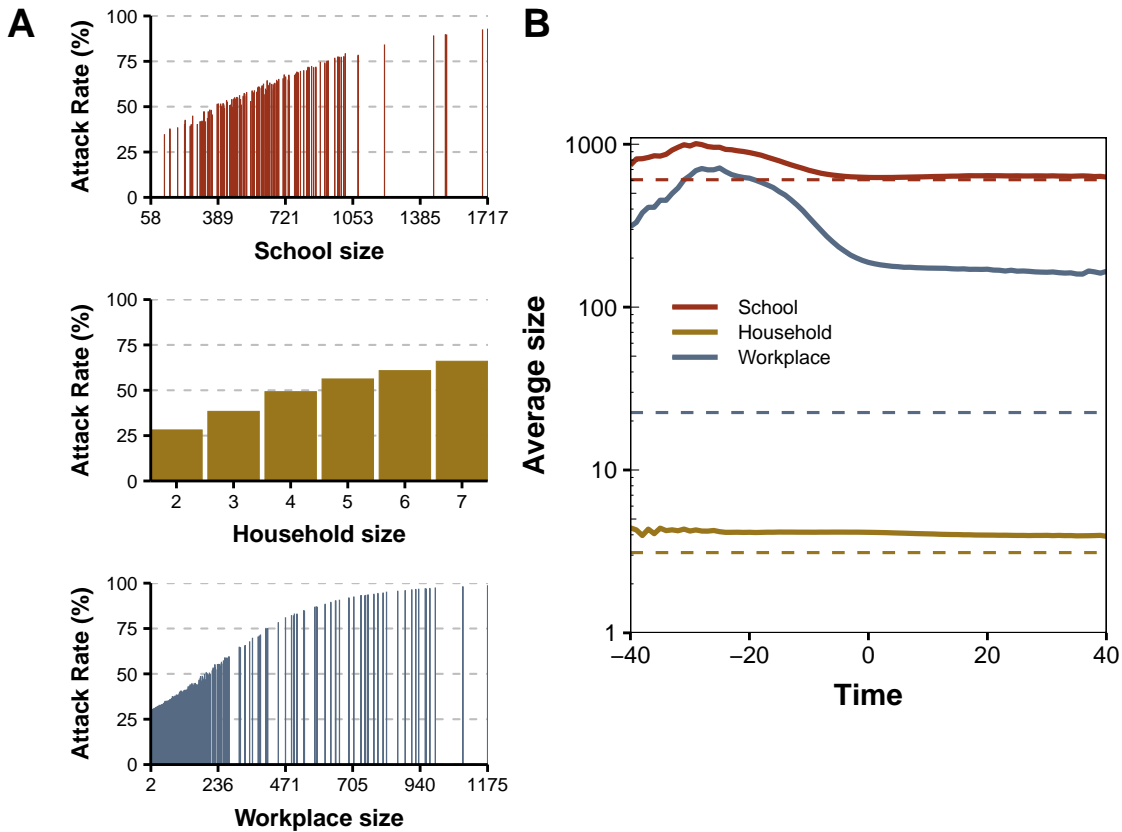 A
Attack Rate (%)
100
75
50
25
0
58 389 721 1053 1385 1717
School size
Attack Rate (%)
100
75
50
25
0
2 3 4 5 6 7
Household size
Attack Rate (%)
100
75
50
25
0
2 236 471 705 940 1175
Workplace size
B
Average size
1000
100
10
1
School
Household
Workplace
−40 −20 0 20 40
Time